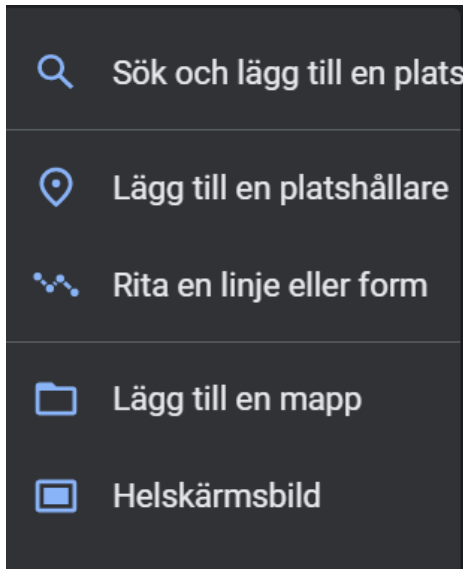 Sök och lägg till en plats
Lägg till en platshållare
Rita en linje eller form
Lägg till en mapp
Helskärmsbild